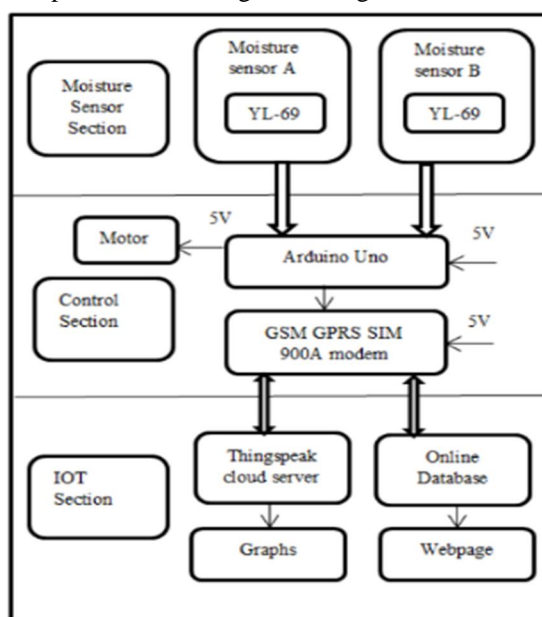 Moisture
sensor A
YL-69
Moisture
sensor B
YL-69
Moisture
Sensor
Section
5V
Motor
Arduino Uno
5V
Control
Section
GSM GPRS SIM
900A modem
5V
IOT
Section
Thingspeak
cloud server
Online
Database
Graphs
Webpage